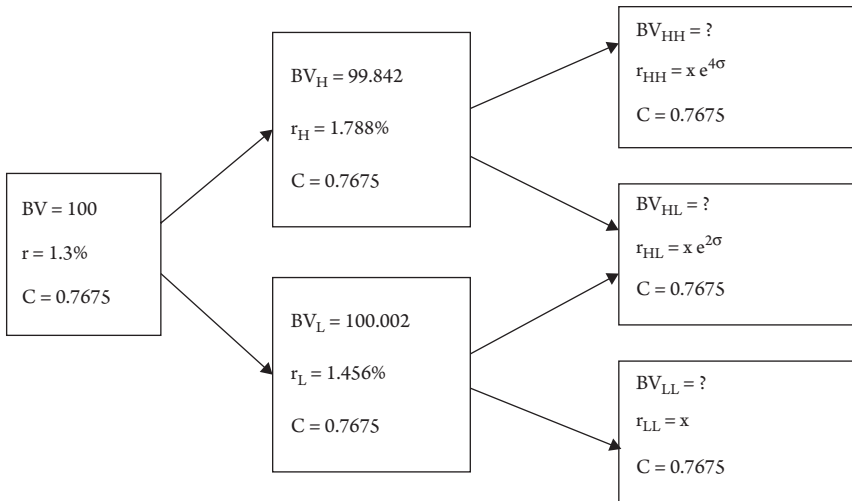 BV = 100
r = 1.3%
C = 0.7675
BV_H = 99.842
r_H = 1.788%
C = 0.7675
BV_L = 100.002
r_L = 1.456%
C = 0.7675
BV_HH = ?
r_HH = x e^{4σ}
C = 0.7675
BV_HL = ?
r_HL = x e^{2σ}
C = 0.7675
BV_LL = ?
r_LL = x
C = 0.7675